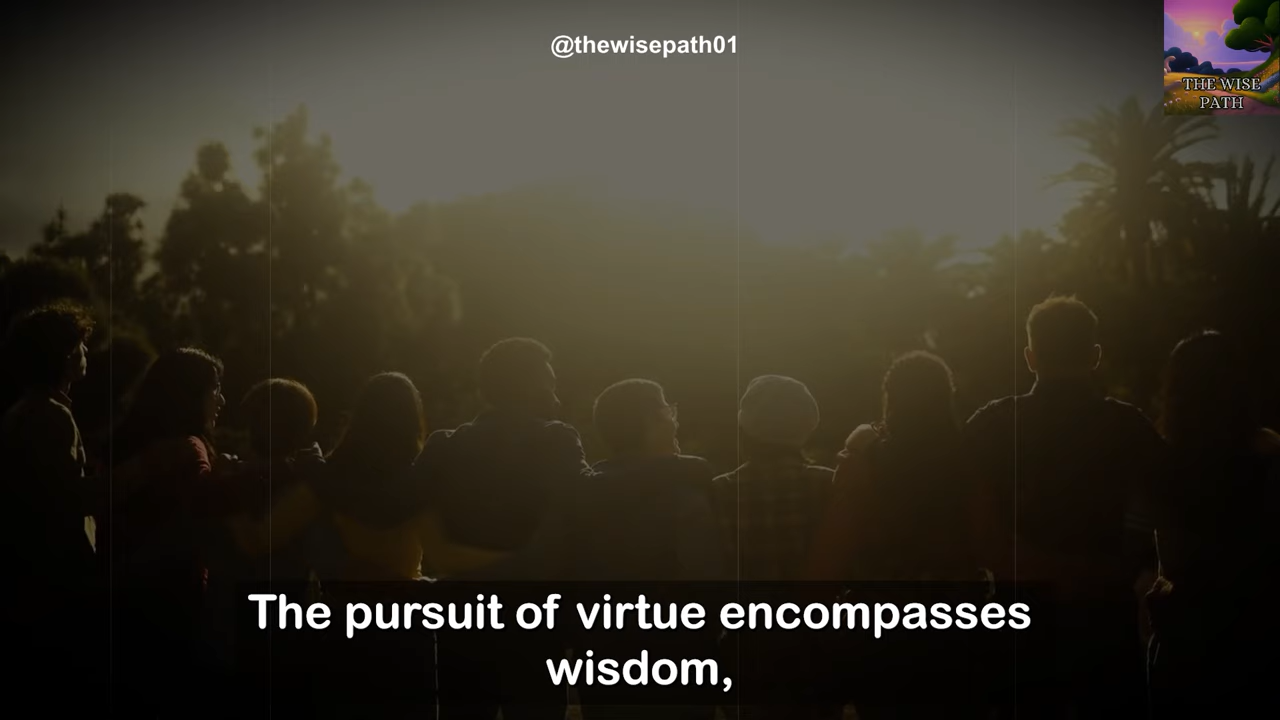 @thewisepath01
THE WISE
PATH
The pursuit of virtue encompasses
wisdom,